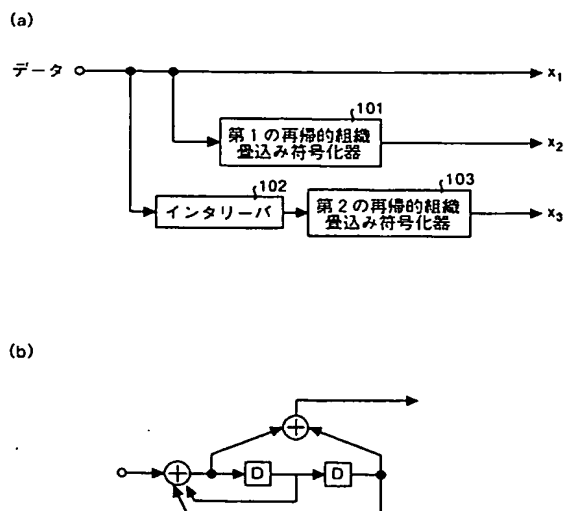 (a)
データ
x₁
101
第1の再帰的組織
畳込み符号化器
x₂
102
インタリーバ
103
第2の再帰的組織
畳込み符号化器
x₃
(b)
D
D